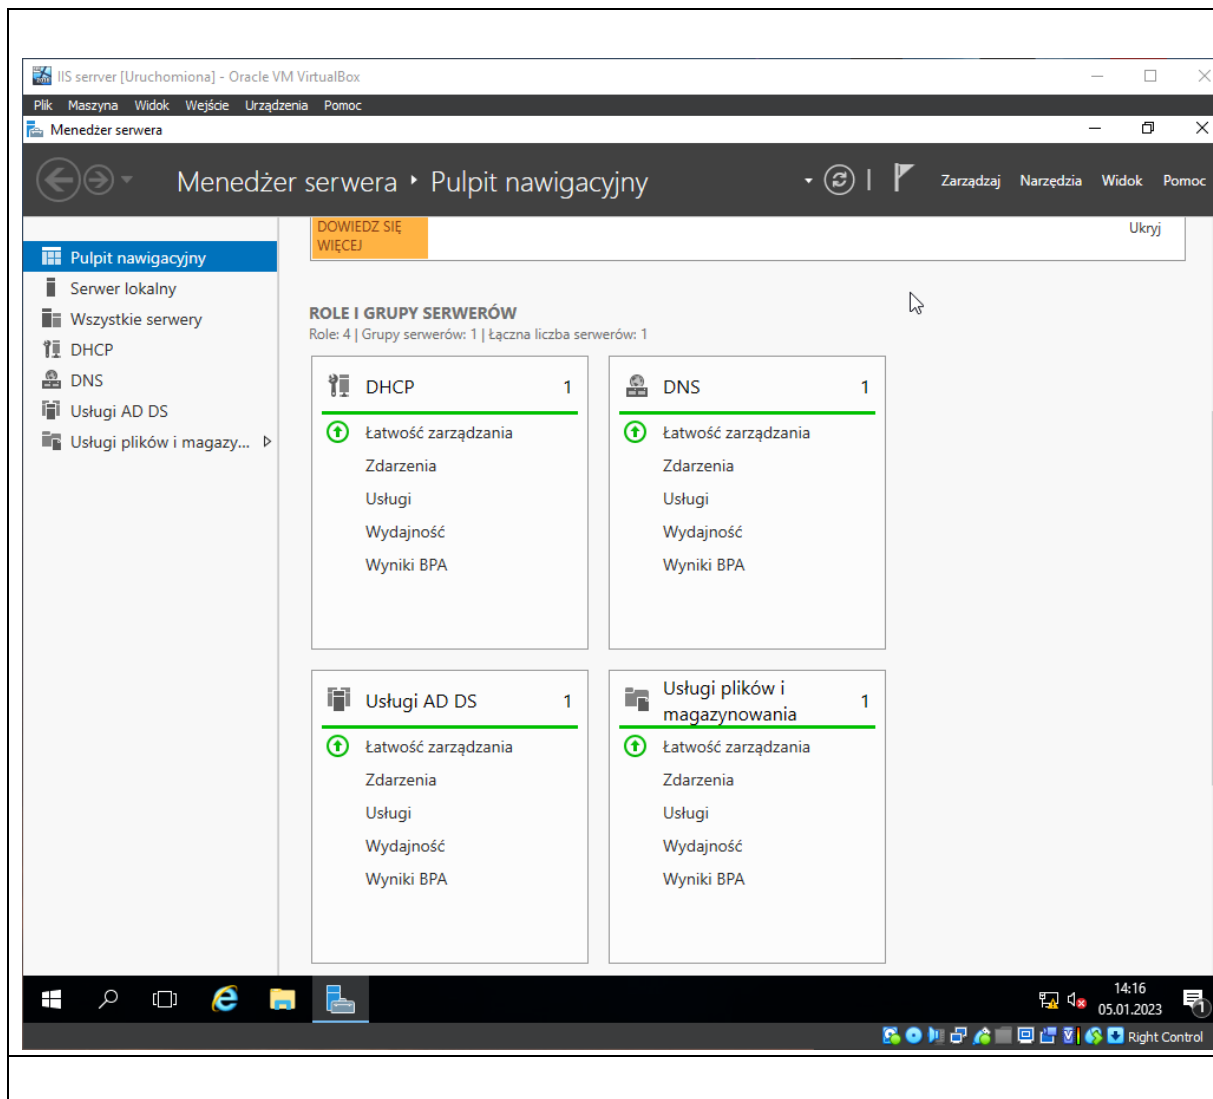 IIS serrver [Uruchomiona] - Oracle VM VirtualBox
Plik Maszyna Widok Wejście Urządzenia Pomoc
Menedżer serwera
Menedżer serwera ‣ Pulpit nawigacyjny
Zarządzaj Narzędzia Widok Pomoc
Pulpit nawigacyjny
Serwer lokalny
Wszystkie serwery
DHCP
DNS
Usługi AD DS
Usługi plików i magazy...
DOWIEDZ SIĘ
WIĘCEJ
Ukryj
ROLE I GRUPY SERWERÓW
Role: 4 | Grupy serwerów: 1 | Łączna liczba serwerów: 1
DHCP 1
Łatwość zarządzania
Zdarzenia
Usługi
Wydajność
Wyniki BPA
DNS 1
Łatwość zarządzania
Zdarzenia
Usługi
Wydajność
Wyniki BPA
Usługi AD DS 1
Łatwość zarządzania
Zdarzenia
Usługi
Wydajność
Wyniki BPA
Usługi plików i
magazynowania 1
Łatwość zarządzania
Zdarzenia
Usługi
Wydajność
Wyniki BPA
14:16
05.01.2023
1
Right Control